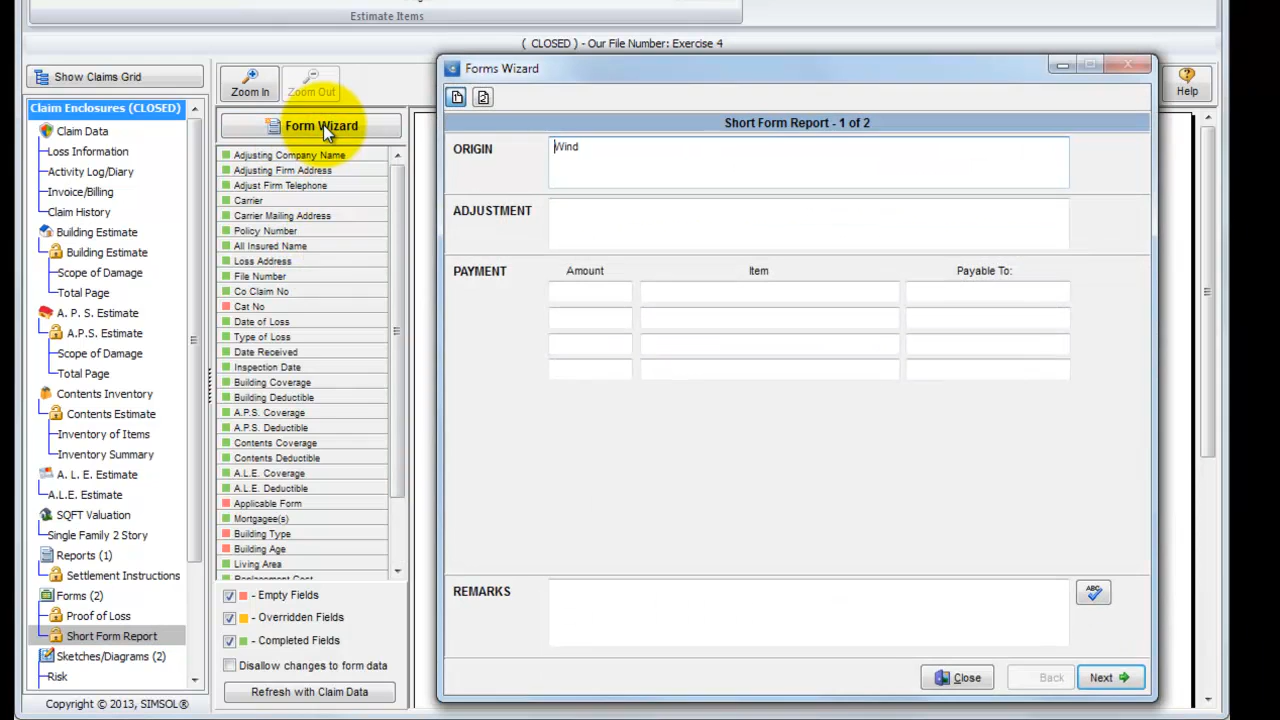 Estimate Items
( CLOSED ) - Our File Number: Exercise 4
Show Claims Grid
Claim Enclosures (CLOSED)
Claim Data
Loss Information
Activity Log/Diary
Invoice/Billing
Claim History
Building Estimate
Building Estimate
Scope of Damage
Total Page
A. P. S. Estimate
A.P.S. Estimate
Scope of Damage
Total Page
Contents Inventory
Contents Estimate
Inventory of Items
Inventory Summary
A. L. E. Estimate
A.L.E. Estimate
SQFT Valuation
Single Family 2 Story
Reports (1)
Settlement Instructions
Forms (2)
Proof of Loss
Short Form Report
Sketches/Diagrams (2)
Risk
Copyright © 2013, SIMSOL®
Zoom In
Zoom Out
Form Wizard
Adjusting Company Name
Adjusting Firm Address
Adjust Firm Telephone
Carrier
Carrier Mailing Address
Policy Number
All Insured Name
Loss Address
File Number
Co Claim No
Cat No
Date of Loss
Type of Loss
Date Received
Inspection Date
Building Coverage
Building Deductible
A.P.S. Coverage
A.P.S. Deductible
Contents Coverage
Contents Deductible
A.L.E. Coverage
A.L.E. Deductible
Applicable Form
Mortgagee(s)
Building Type
Building Age
Living Area
Replacement Cost
- Empty Fields
- Overridden Fields
- Completed Fields
Disallow changes to form data
Refresh with Claim Data
Forms Wizard
Short Form Report - 1 of 2
ORIGIN
Wind
ADJUSTMENT
PAYMENT
Amount
Item
Payable To:
REMARKS
ABC
Close
Back
Next
Help